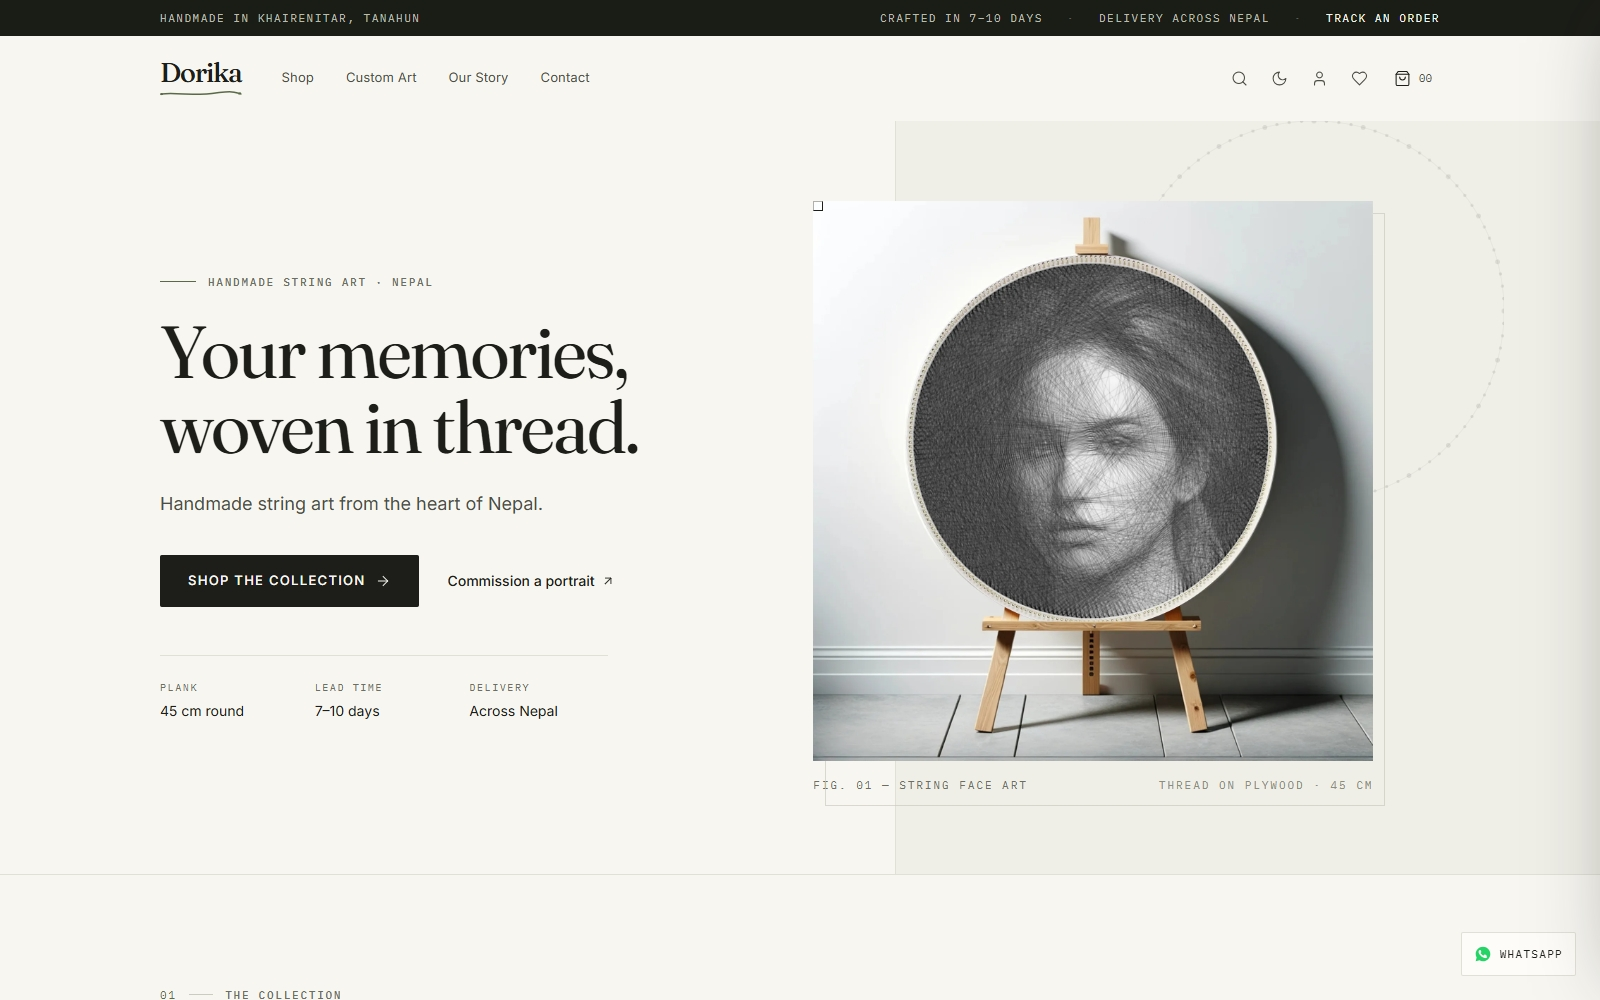 HANDMADE IN KHAIRENITAR, TANAHUN
CRAFTED IN 7–10 DAYS · DELIVERY ACROSS NEPAL · TRACK AN ORDER
Dorika
Shop Custom Art Our Story Contact
00
HANDMADE STRING ART · NEPAL
Your memories,
woven in thread.
Handmade string art from the heart of Nepal.
SHOP THE COLLECTION →
Commission a portrait ↗
PLANK LEAD TIME DELIVERY
45 cm round 7–10 days Across Nepal
FIG. 01 — STRING FACE ART
THREAD ON PLYWOOD · 45 CM
WHATSAPP
01 — THE COLLECTION